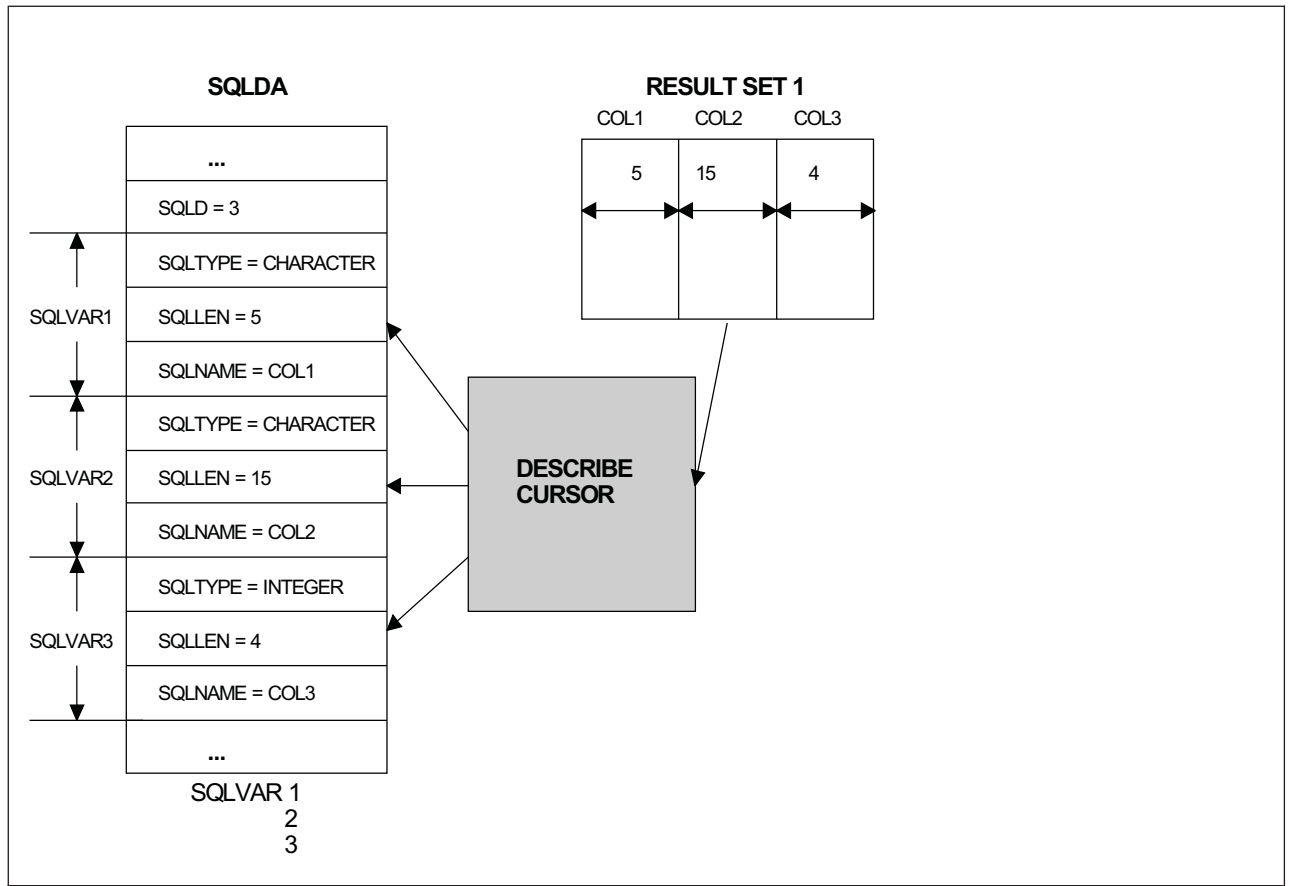 SQLDA
...
SQLD = 3
SQLVAR1
SQLTYPE = CHARACTER
SQLLEN = 5
SQLNAME = COL1
SQLVAR2
SQLTYPE = CHARACTER
SQLLEN = 15
SQLNAME = COL2
SQLVAR3
SQLTYPE = INTEGER
SQLLEN = 4
SQLNAME = COL3
...
SQLVAR 1
2
3
RESULT SET 1
COL1 COL2 COL3
5 15 4
DESCRIBE
CURSOR